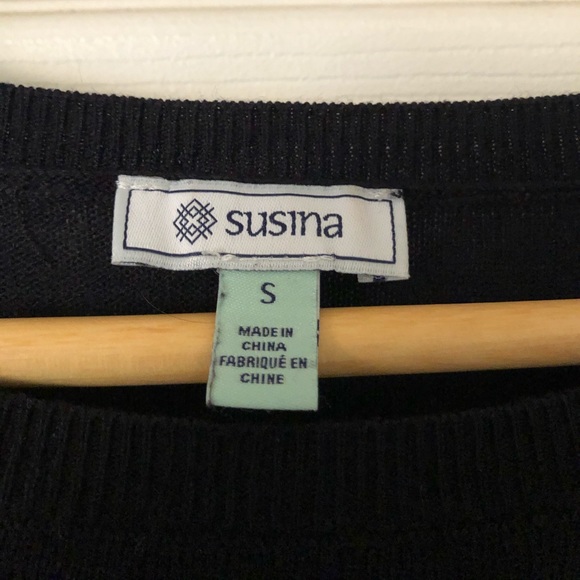 susina
S
MADE IN
CHINA
FABRIQUÉ EN
CHINE